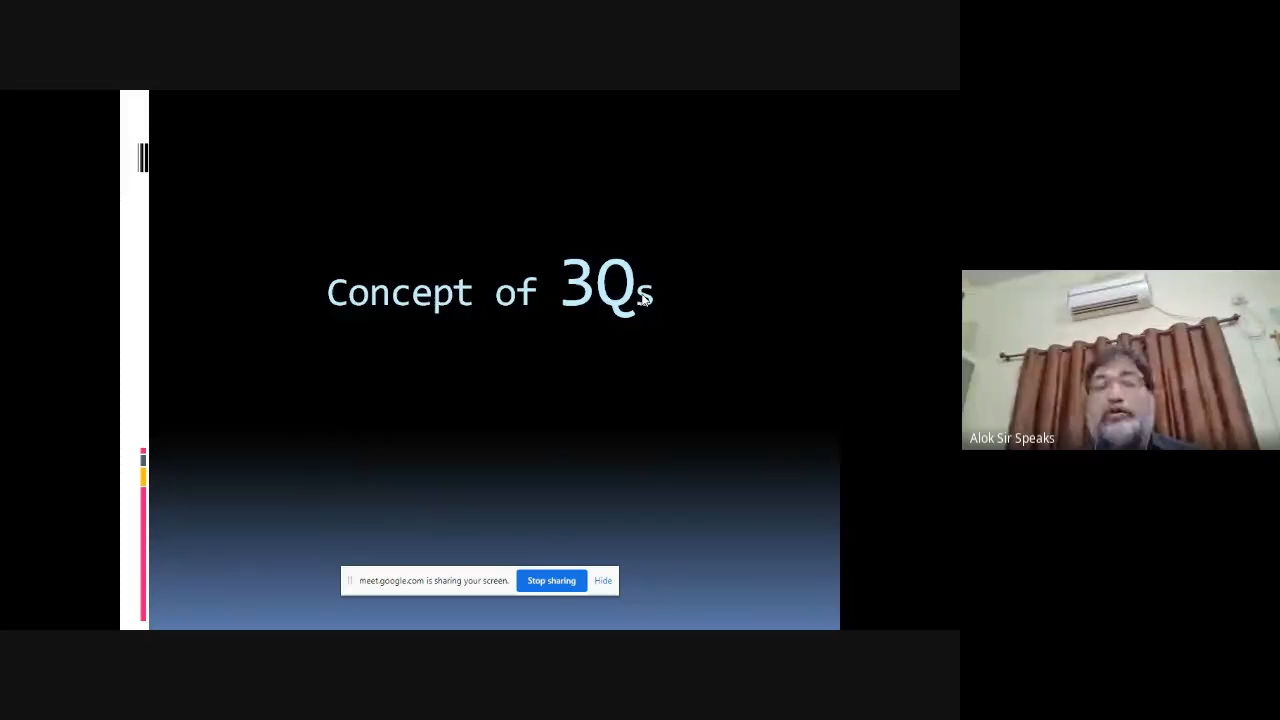 Concept of 3Qs
Alok Sir Speaks
meet.google.com is sharing your screen. Stop sharing Hide